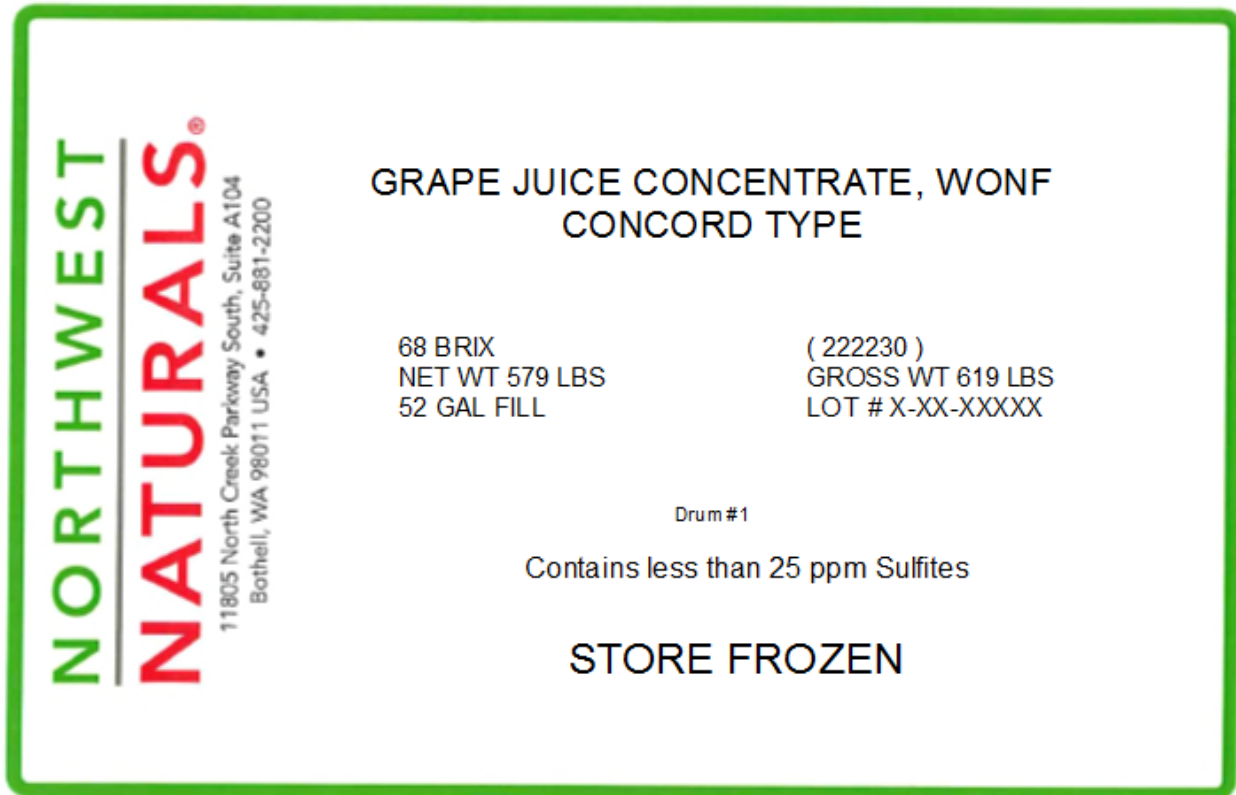 NORTHWEST
NATURALS®
11805 North Creek Parkway South, Suite A104
Bothell, WA 98011 USA • 425-881-2200
GRAPE JUICE CONCENTRATE, WONF
CONCORD TYPE
68 BRIX
NET WT 579 LBS
52 GAL FILL
( 222230 )
GROSS WT 619 LBS
LOT # X-XX-XXXXX
Drum #1
Contains less than 25 ppm Sulfites
STORE FROZEN